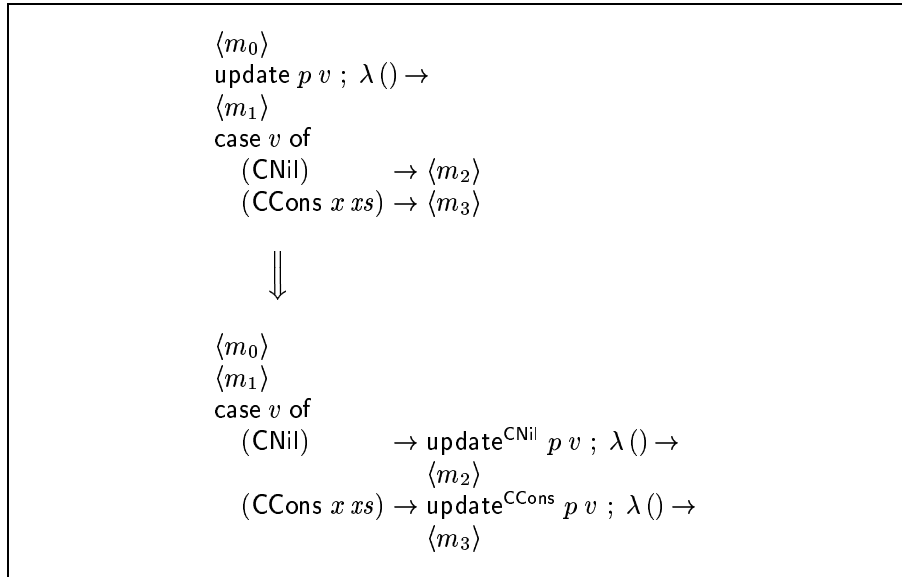 ⟨m₀⟩
update p v ; λ () →
⟨m₁⟩
case v of
(CNil) → ⟨m₂⟩
(CCons x xs) → ⟨m₃⟩
⇓
⟨m₀⟩
⟨m₁⟩
case v of
(CNil) → update^CNil p v ; λ () →
⟨m₂⟩
(CCons x xs) → update^CCons p v ; λ () →
⟨m₃⟩